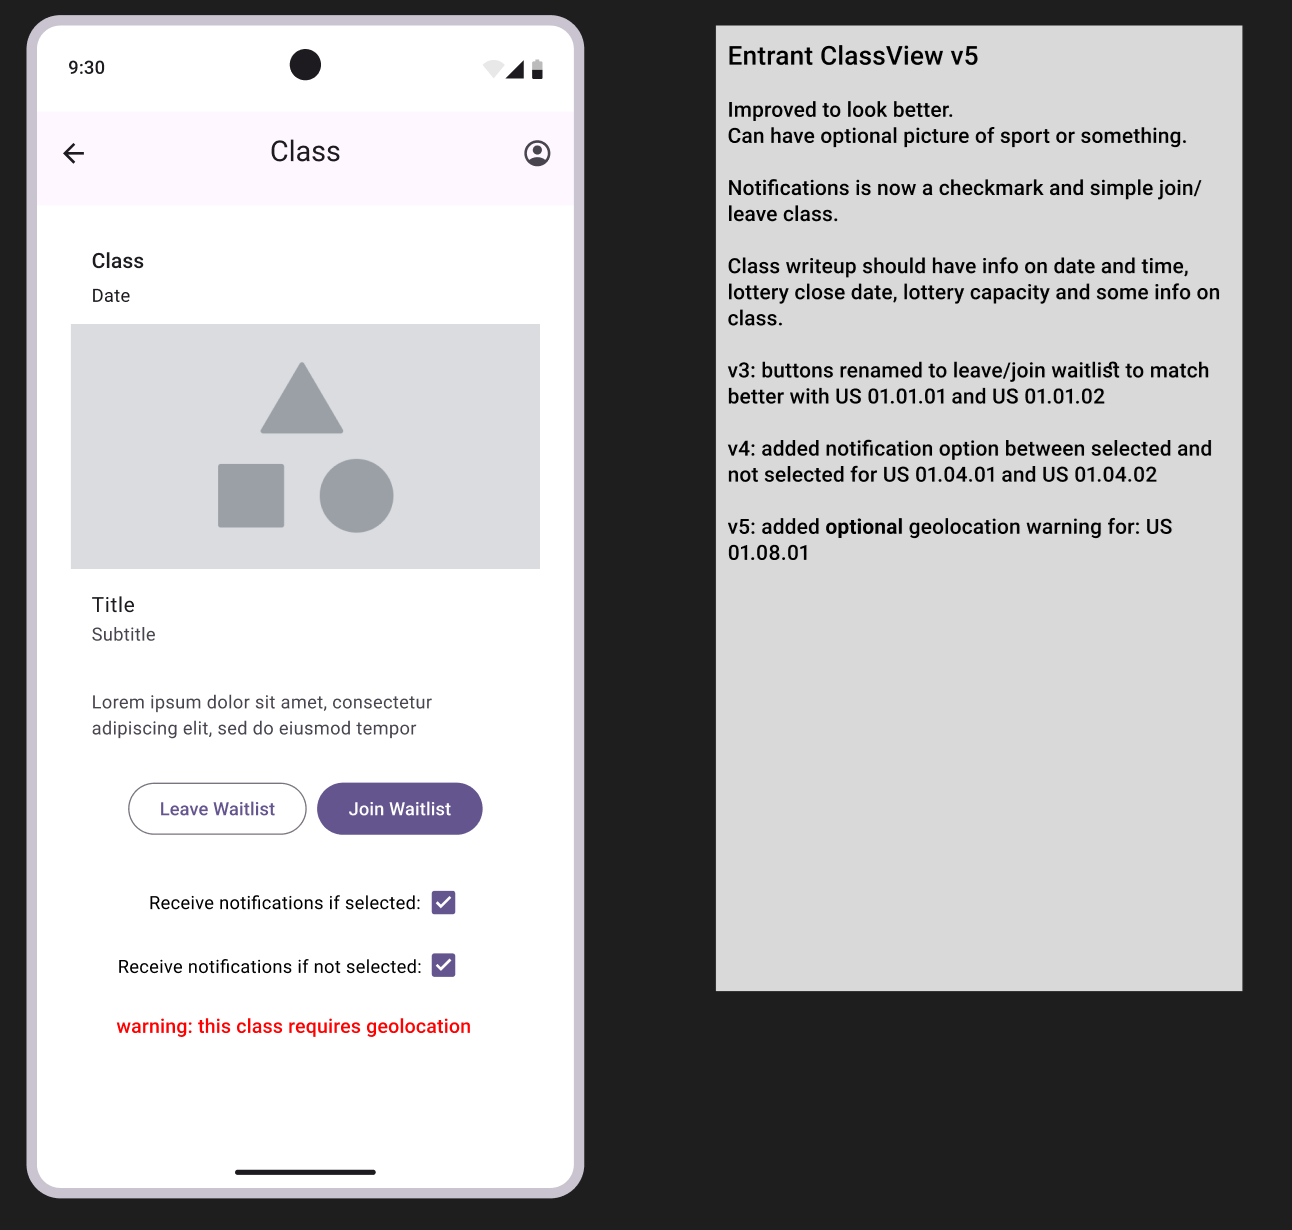 9:30
Class
Class
Date
Title
Subtitle
Lorem ipsum dolor sit amet, consectetur
adipiscing elit, sed do eiusmod tempor
Leave Waitlist
Join Waitlist
Receive notifications if selected:
Receive notifications if not selected:
warning: this class requires geolocation
Entrant ClassView v5
Improved to look better.
Can have optional picture of sport or something.
Notifications is now a checkmark and simple join/
leave class.
Class writeup should have info on date and time,
lottery close date, lottery capacity and some info on
class.
v3: buttons renamed to leave/join waitlist to match
better with US 01.01.01 and US 01.01.02
v4: added notification option between selected and
not selected for US 01.04.01 and US 01.04.02
v5: added optional geolocation warning for: US
01.08.01